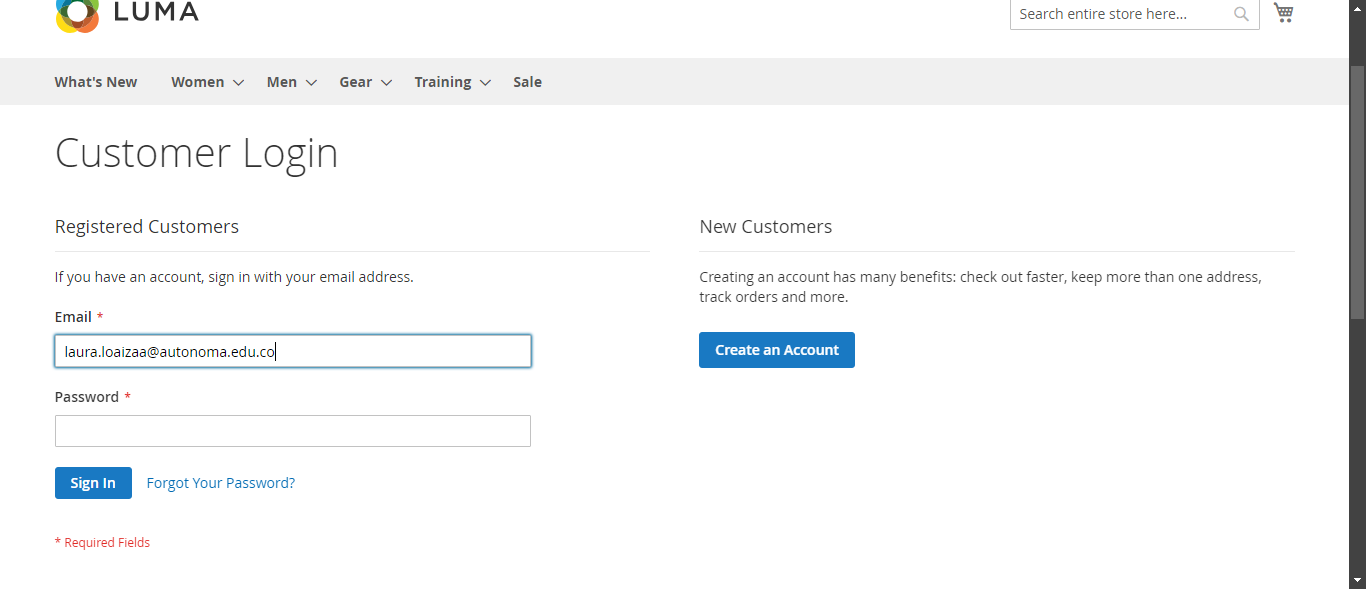 LUMA
Search entire store here...
What's New Women Men Gear Training Sale
Customer Login
Registered Customers
If you have an account, sign in with your email address.
Email *
laura.loaizaa@autonoma.edu.co
Password *
Sign In Forgot Your Password?
* Required Fields
New Customers
Creating an account has many benefits: check out faster, keep more than one address,
track orders and more.
Create an Account